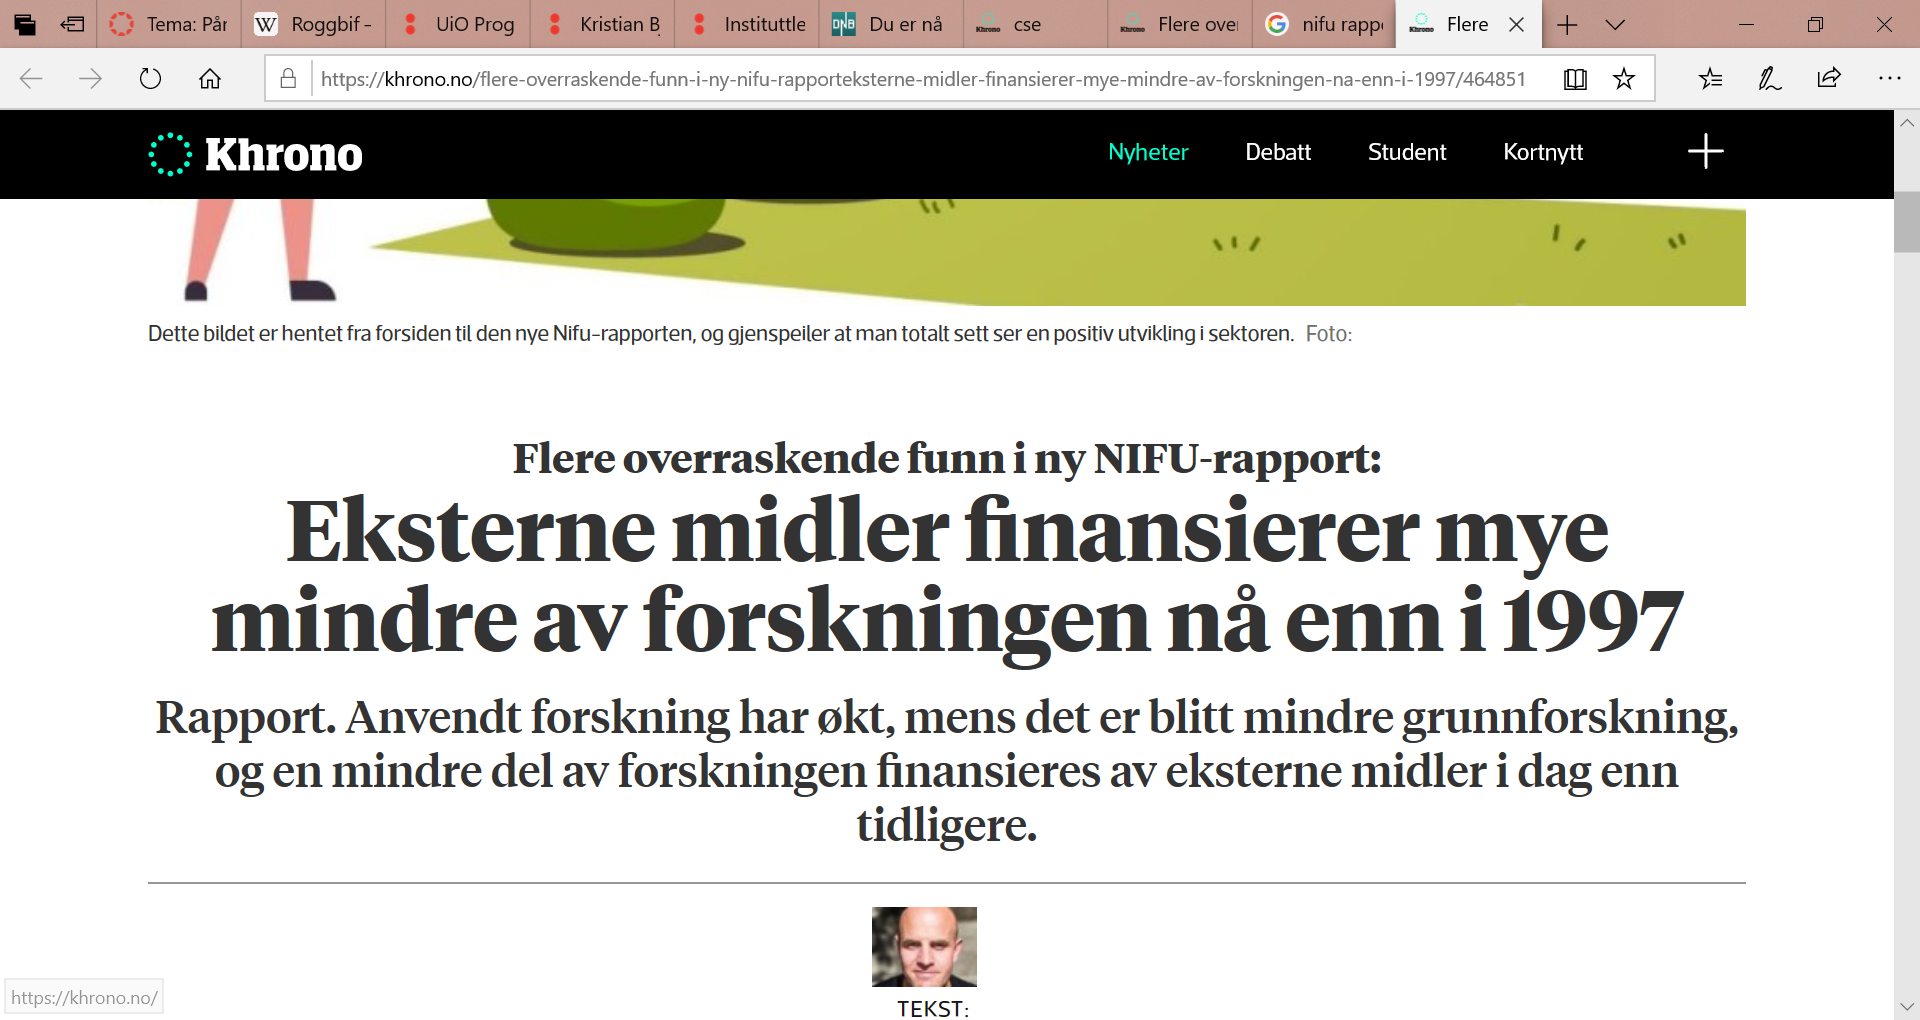 Tema: Pår
Roggbif -
UiO Prog
Kristian B
Instituttle
DNB Du er nå
Khrono cse
Khrono Flere over
nifu rapp
Khrono Flere
https://khrono.no/flere-overraskende-funn-i-ny-nifu-rapporteksterne-midler-finansierer-mye-mindre-av-forskningen-na-enn-i-1997/464851
Khrono
Nyheter Debatt Student Kortnytt
Dette bildet er hentet fra forsiden til den nye Nifu-rapporten, og gjenspeiler at man totalt sett ser en positiv utvikling i sektoren. Foto:
Flere overraskende funn i ny NIFU-rapport:
Eksterne midler finansierer mye
mindre av forskningen nå enn i 1997
Rapport. Anvendt forskning har økt, mens det er blitt mindre grunnforskning,
og en mindre del av forskningen finansieres av eksterne midler i dag enn
tidligere.
https://khrono.no/
TEKST: